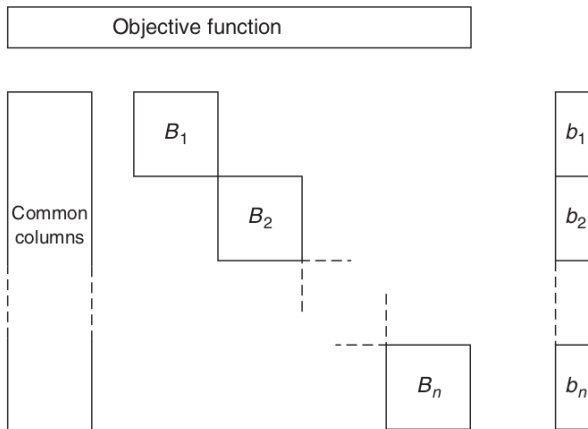 Objective function
B₁
b₁
Common
columns
B₂
b₂
Bₙ
bₙ